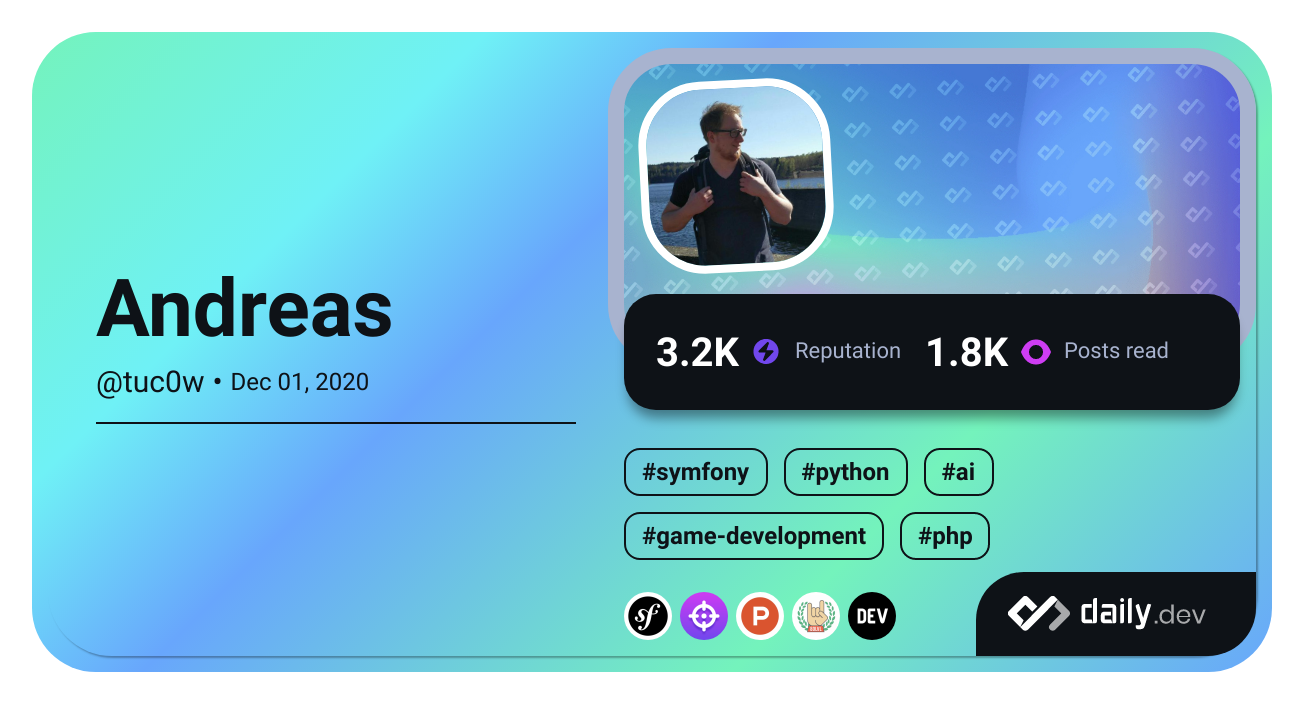 Andreas
@tuc0w • Dec 01, 2020
3.2K Reputation 1.8K Posts read
#symfony #python #ai
#game-development #php
sf P DEV
daily.dev